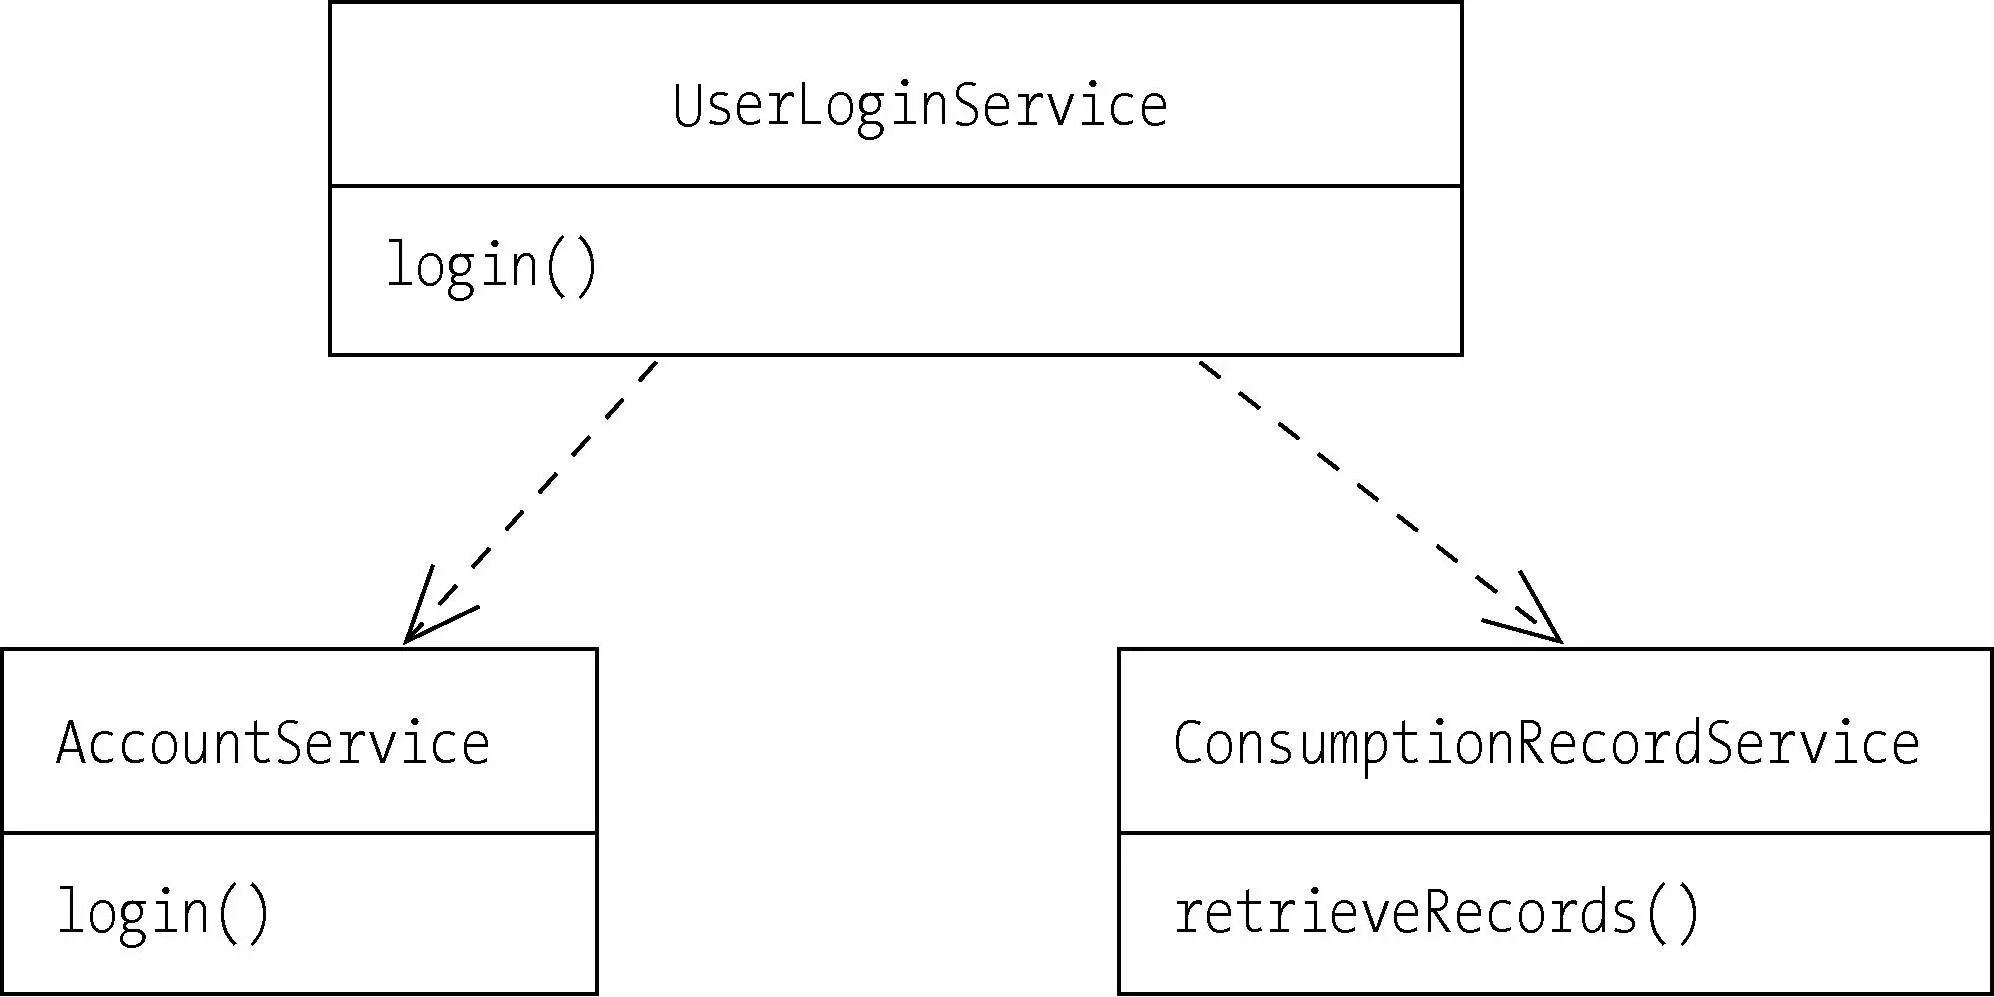 UserLoginService
login()
AccountService
login()
ConsumptionRecordService
retrieveRecords()